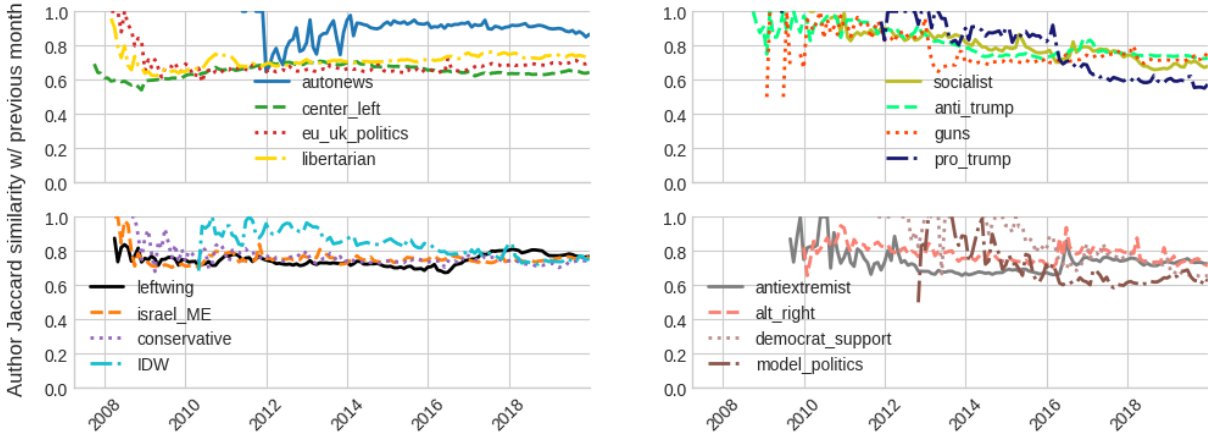 Author Jaccard similarity w/ previous month
1.0
0.8
0.6
0.4
0.2
0.0
autonews
center_left
eu_uk_politics
libertarian
1.0
0.8
0.6
0.4
0.2
0.0
socialist
anti_trump
guns
pro_trump
1.0
0.8
0.6
0.4
0.2
0.0
leftwing
israel_ME
conservative
IDW
2008
2010
2012
2014
2016
2018
1.0
0.8
0.6
0.4
0.2
0.0
antiextremist
alt_right
democrat_support
model_politics
2008
2010
2012
2014
2016
2018